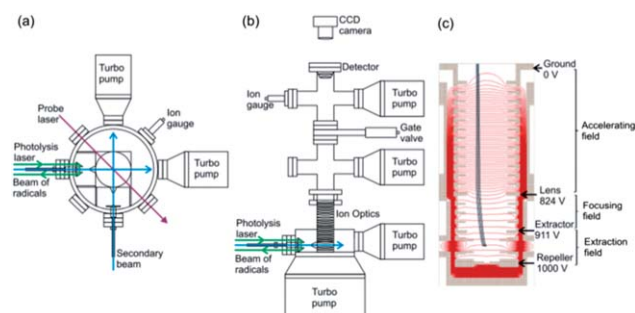 (a)
Turbo
pump
Probe
laser
Ion
gauge
Photolysis
laser
Beam of
radicals
Turbo
pump
Secondary
beam
(b)
CCD
camera
Detector
Ion
gauge
Turbo
pump
Gate
valve
Turbo
pump
Ion Optics
Photolysis
laser
Beam of
radicals
Turbo
pump
Turbo
pump
(c)
Ground
0 V
Accelerating
field
Lens
824 V
Focusing
field
Extractor
911 V
Extraction
field
Repeller
1000 V